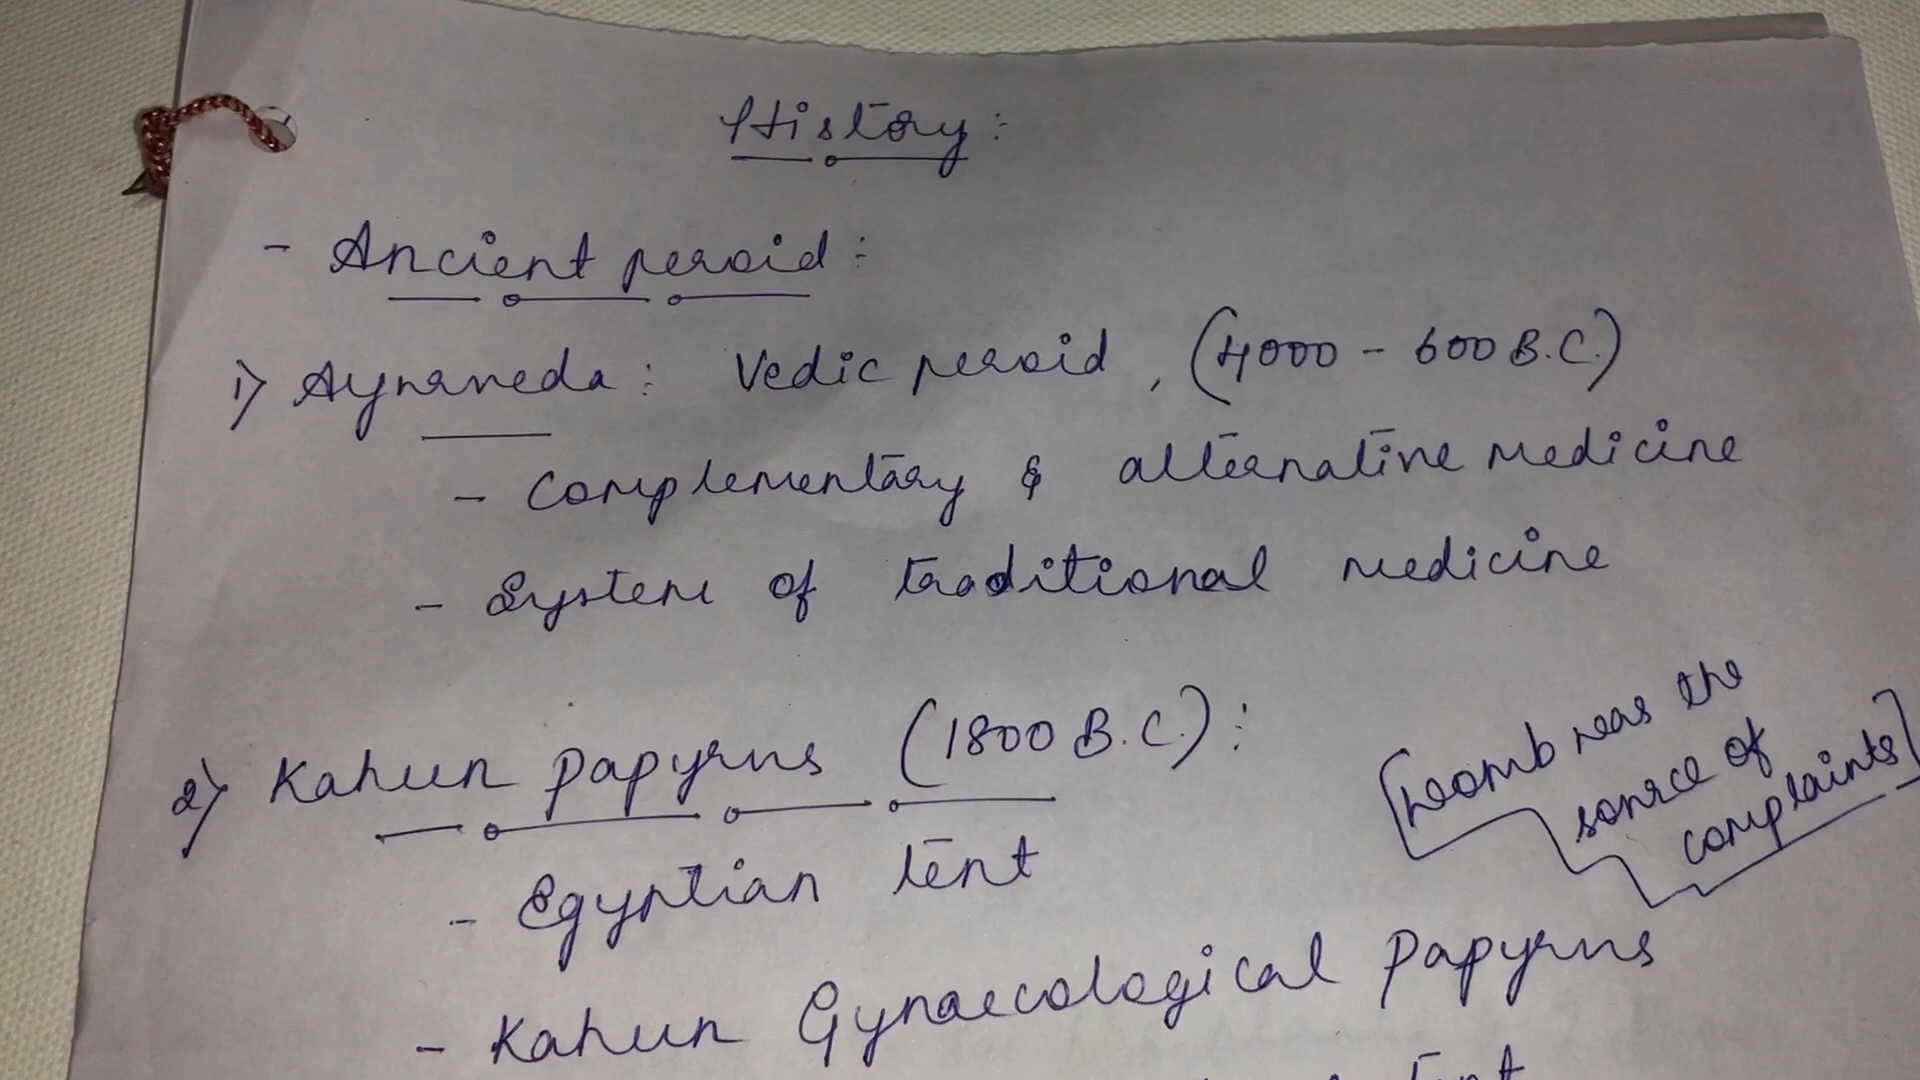 History:
- Ancient peroid:
1) Ayurveda: Vedic peroid, (4000 - 600 B.C.)
- Complementary & alternative medicine
- System of traditional medicine
2) Kahun Papyrus (1800 B.C.):
[womb was the
source of
complaints]
- Egyptian text
- Kahun Gynaecological Papyrus